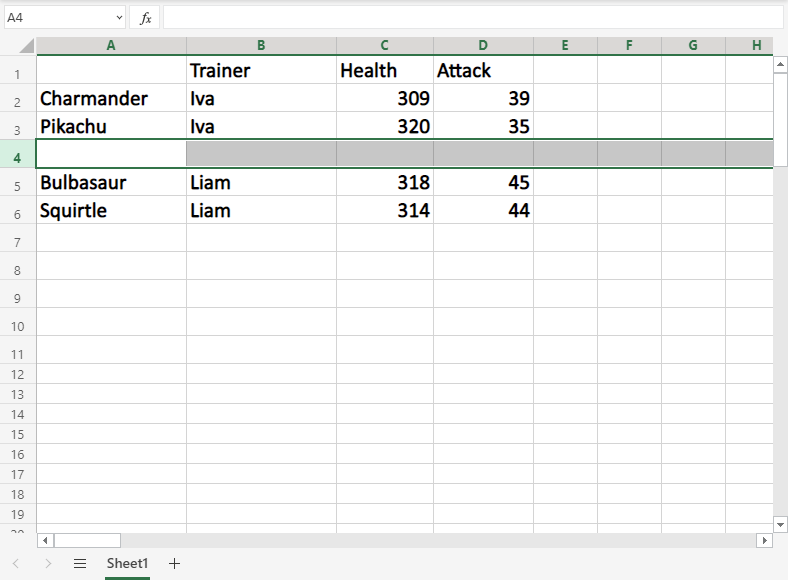 A4 fx
A B C D E F G H
1 Trainer Health Attack
2 Charmander Iva 309 39
3 Pikachu Iva 320 35
4
5 Bulbasaur Liam 318 45
6 Squirtle Liam 314 44
7
8
9
10
11
12
13
14
15
16
17
18
19
Sheet1